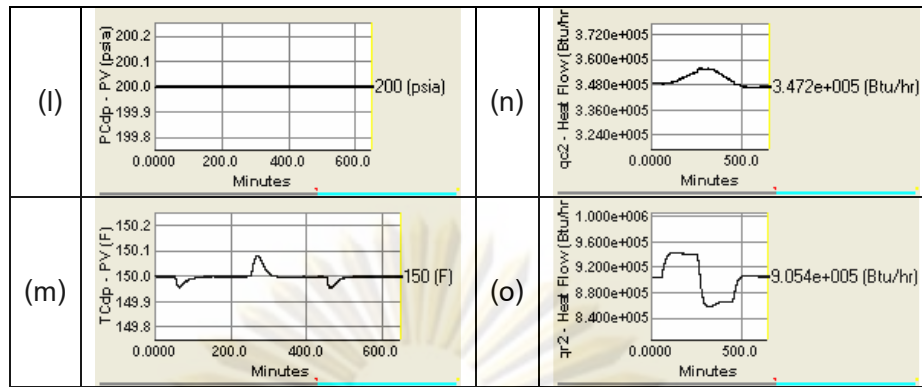 (l)
PCdp - PV (psia)
200.2
200.1
200.0
199.9
199.8
200 (psia)
0.0000 200.0 400.0 600.0
Minutes
(n)
qc2 - Heat Flow (Btu/hr
3.720e+005
3.600e+005
3.480e+005
3.360e+005
3.240e+005
3.472e+005 (Btu/hr)
0.0000 500.0
Minutes
(m)
TCdp - PV (F)
150.2
150.1
150.0
149.9
149.8
150 (F)
0.0000 200.0 400.0 600.0
Minutes
(o)
qr2 - Heat Flow (Btu/hr
1.000e+006
9.600e+005
9.200e+005
8.800e+005
8.400e+005
9.054e+005 (Btu/hr)
0.0000 500.0
Minutes